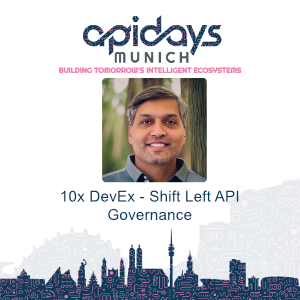 apidays
MUNICH
BUILDING TOMORROW'S INTELLIGENT ECOSYSTEMS
10x DevEx - Shift Left API
Governance